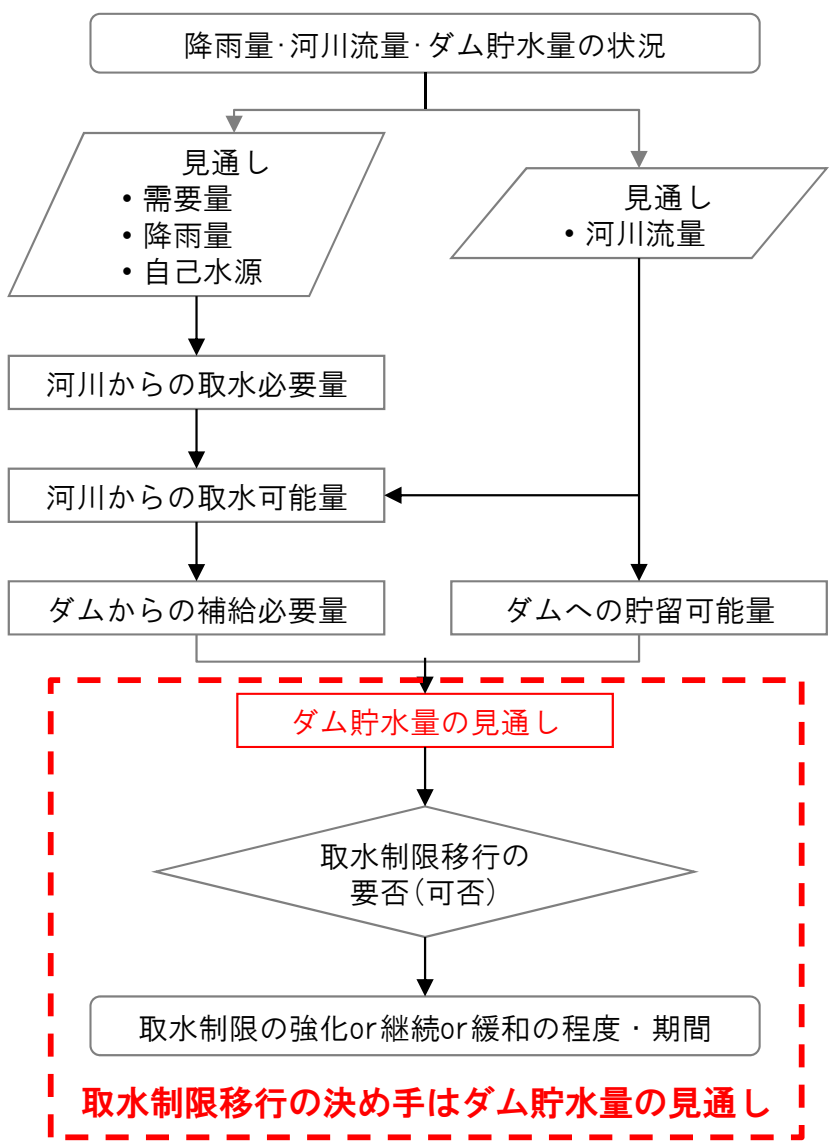 降雨量･河川流量･ダム貯水量の状況
見通し
• 需要量
• 降雨量
• 自己水源
見通し
• 河川流量
河川からの取水必要量
河川からの取水可能量
ダムからの補給必要量
ダムへの貯留可能量
ダム貯水量の見通し
取水制限移行の
要否(可否)
取水制限の強化or継続or緩和の程度・期間
取水制限移行の決め手はダム貯水量の見通し